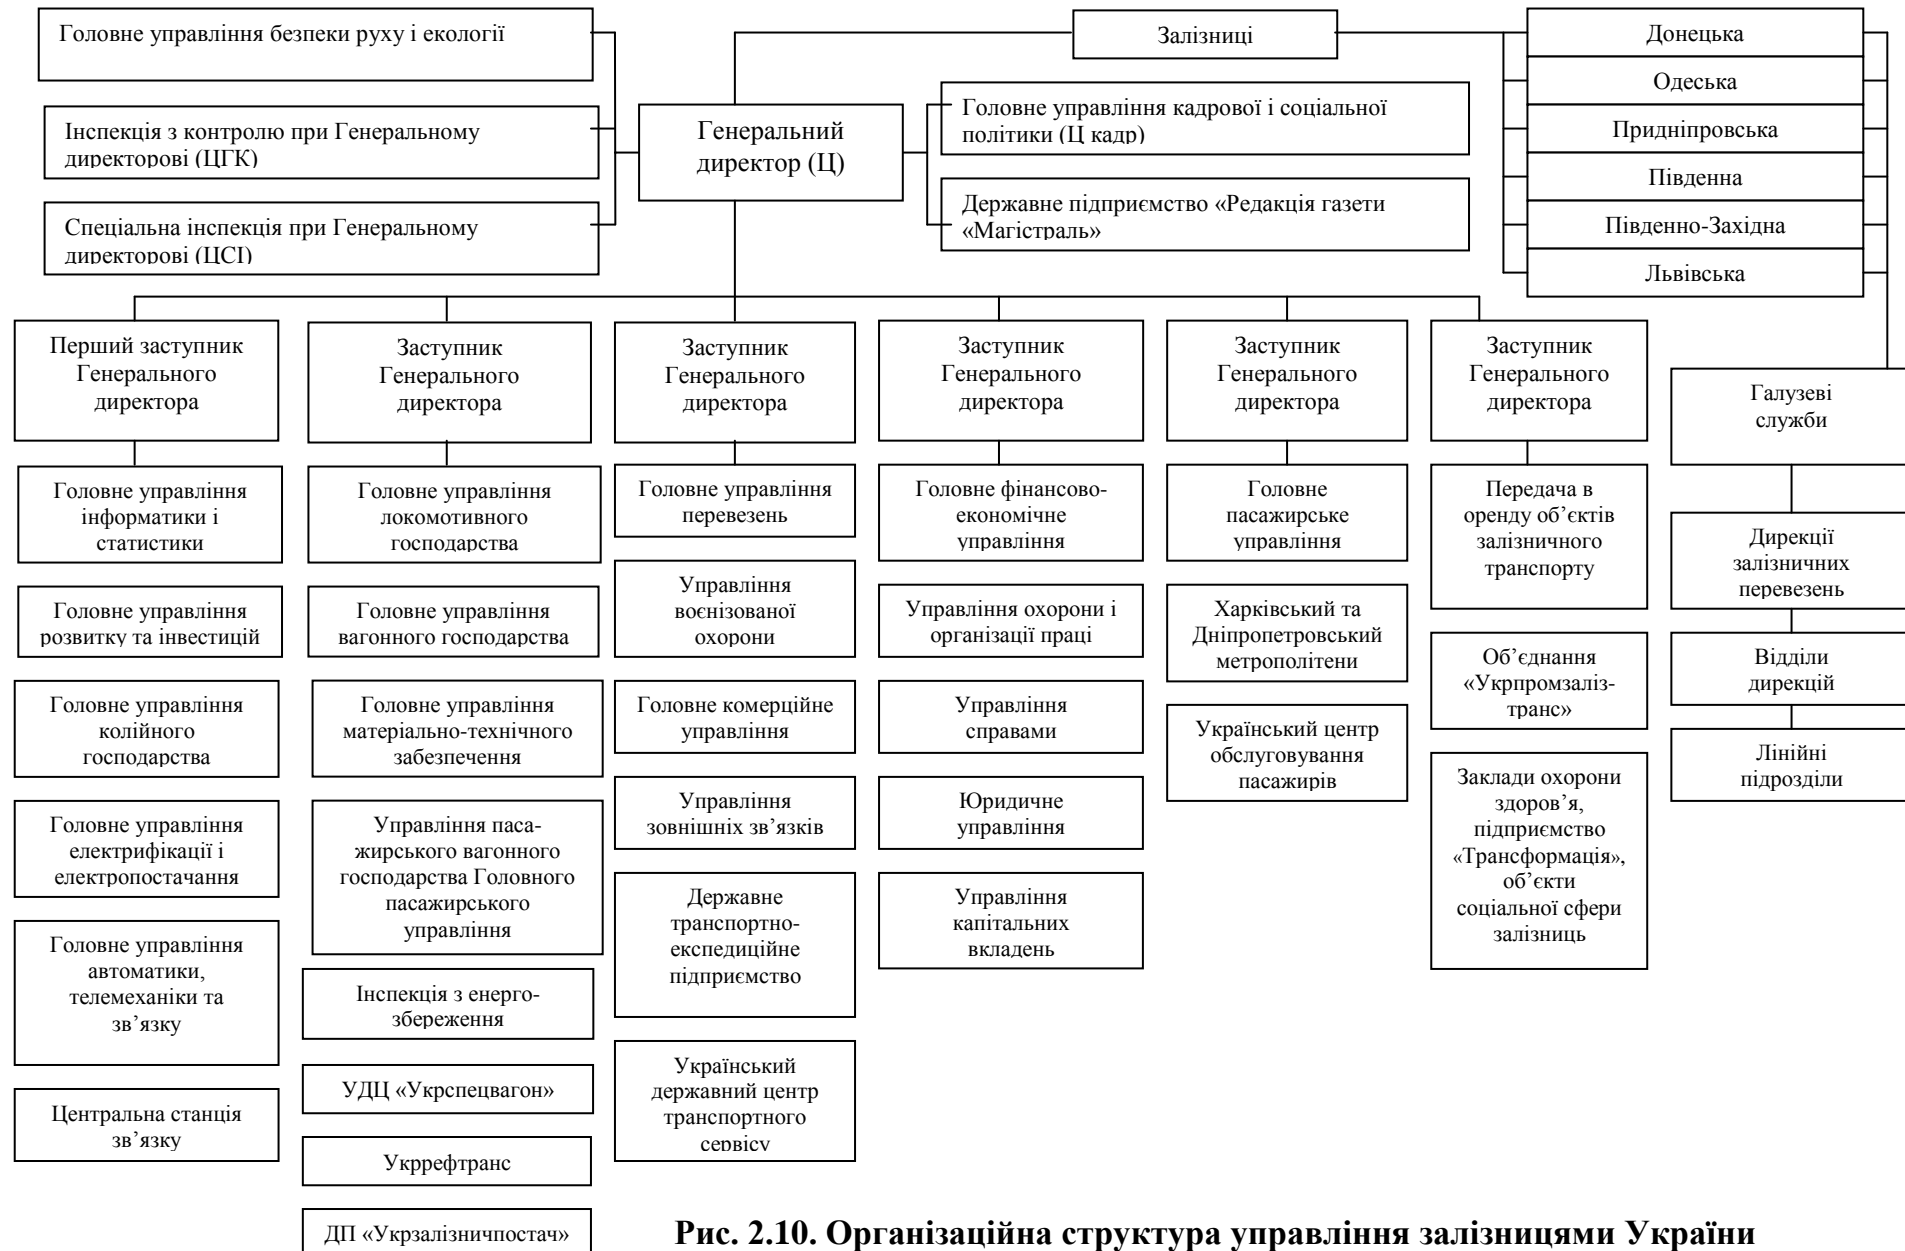 Головне управління безпеки руху і екології
Залізниці
Донецька
Одеська
Придніпровська
Південна
Південно-Західна
Львівська
Інспекція з контролю при Генеральному
директорові (ЦГК)
Генеральний
директор (Ц)
Головне управління кадрової і соціальної
політики (Ц кадр)
Спеціальна інспекція при Генеральному
директорові (ЦСІ)
Державне підприємство «Редакція газети
«Магістраль»
Перший заступник
Генерального
директора
Головне управління
інформатики і
статистики
Головне управління
розвитку та інвестицій
Головне управління
колійного
господарства
Головне управління
електрифікації і
електропостачання
Головне управління
автоматики,
телемеханіки та
зв’язку
Центральна станція
зв’язку
Заступник
Генерального
директора
Головне управління
локомотивного
господарства
Головне управління
вагонного господарства
Головне управління
матеріально-технічного
забезпечення
Управління паса-
жирського вагонного
господарства Головного
пасажирського
управління
Інспекція з енерго-
збереження
УДЦ «Укрспецвагон»
Укррефтранс
ДП «Укрзалізничпостач»
Заступник
Генерального
директора
Головне управління
перевезень
Управління
воєнізованої
охорони
Головне комерційне
управління
Управління
зовнішніх зв’язків
Державне
транспортно-
експедиційне
підприємство
Український
державний центр
транспортного
сервісу
Заступник
Генерального
директора
Головне фінансово-
економічне
управління
Управління охорони і
організації праці
Управління
справами
Юридичне
управління
Управління
капітальних
вкладень
Заступник
Генерального
директора
Головне
пасажирське
управління
Харківський та
Дніпропетровський
метрополітени
Український центр
обслуговування
пасажирів
Заступник
Генерального
директора
Передача в
оренду об’єктів
залізничного
транспорту
Об’єднання
«Укрпромзаліз-
транс»
Заклади охорони
здоров’я,
підприємство
«Трансформація»,
об’єкти
соціальної сфери
залізниць
Галузеві
служби
Дирекції
залізничних
перевезень
Відділи
дирекцій
Лінійні
підрозділи
Рис. 2.10. Організаційна структура управління залізницями України